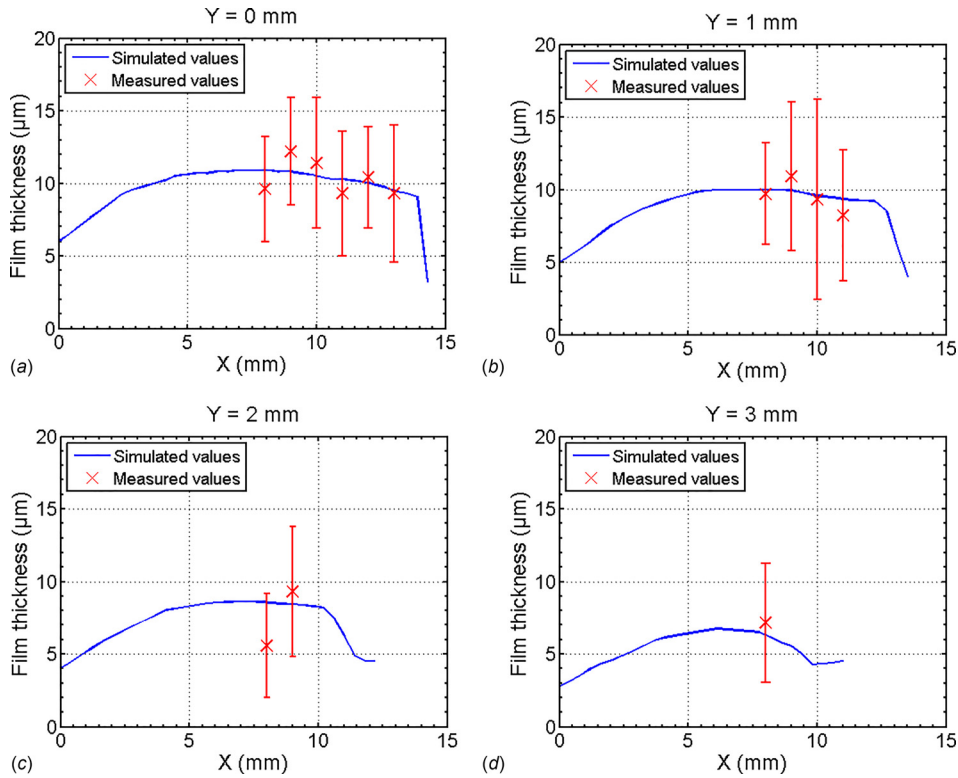 Y = 0 mm
20
15
10
5
0
Film thickness (µm)
Simulated values
Measured values
0 5 10 15
X (mm)
(a)
Y = 1 mm
20
15
10
5
0
Film thickness (µm)
Simulated values
Measured values
0 5 10 15
X (mm)
(b)
Y = 2 mm
20
15
10
5
0
Film thickness (µm)
Simulated values
Measured values
0 5 10 15
X (mm)
(c)
Y = 3 mm
20
15
10
5
0
Film thickness (µm)
Simulated values
Measured values
0 5 10 15
X (mm)
(d)